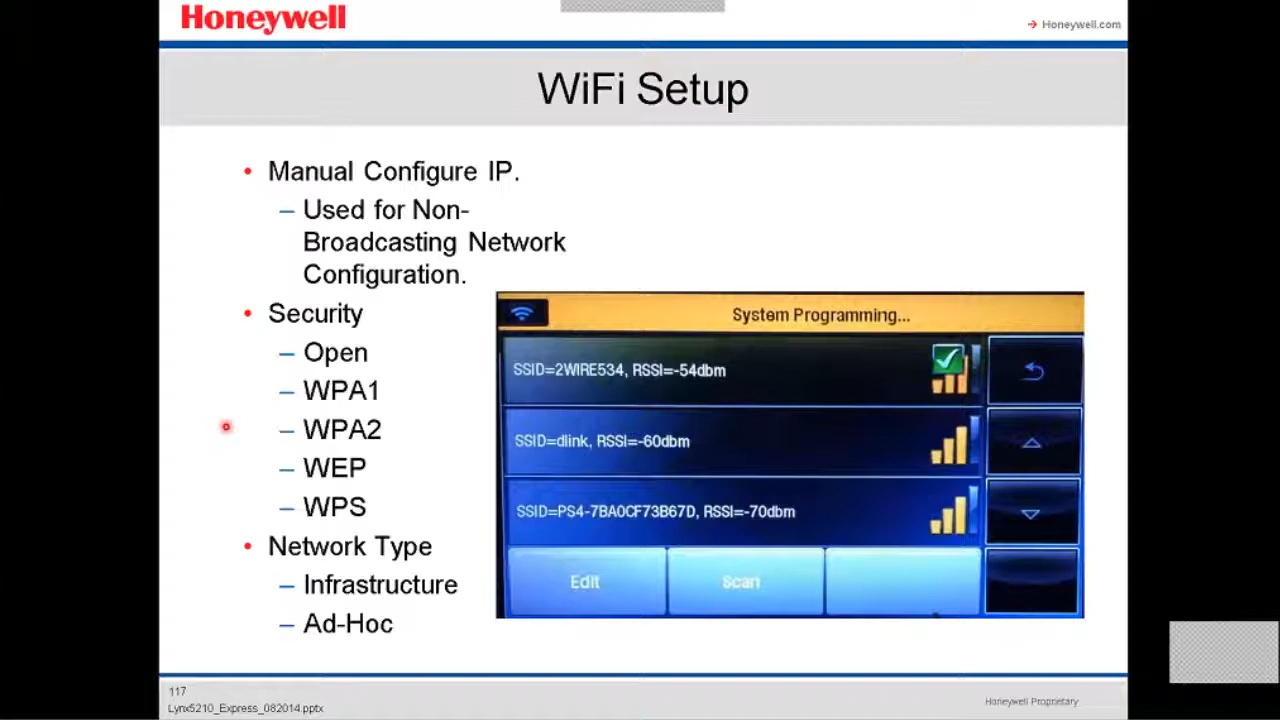 Honeywell
Honeywell.com
WiFi Setup
• Manual Configure IP.
– Used for Non-
Broadcasting Network
Configuration.
• Security
– Open
– WPA1
– WPA2
– WEP
– WPS
• Network Type
– Infrastructure
– Ad-Hoc
System Programming...
SSID=2WIRE534, RSSI=-54dbm
SSID=dlink, RSSI=-60dbm
SSID=PS4-7BA0CF73B67D, RSSI=-70dbm
Edit
Scan
117
Lynx5210_Express_082014.pptx
Honeywell Proprietary